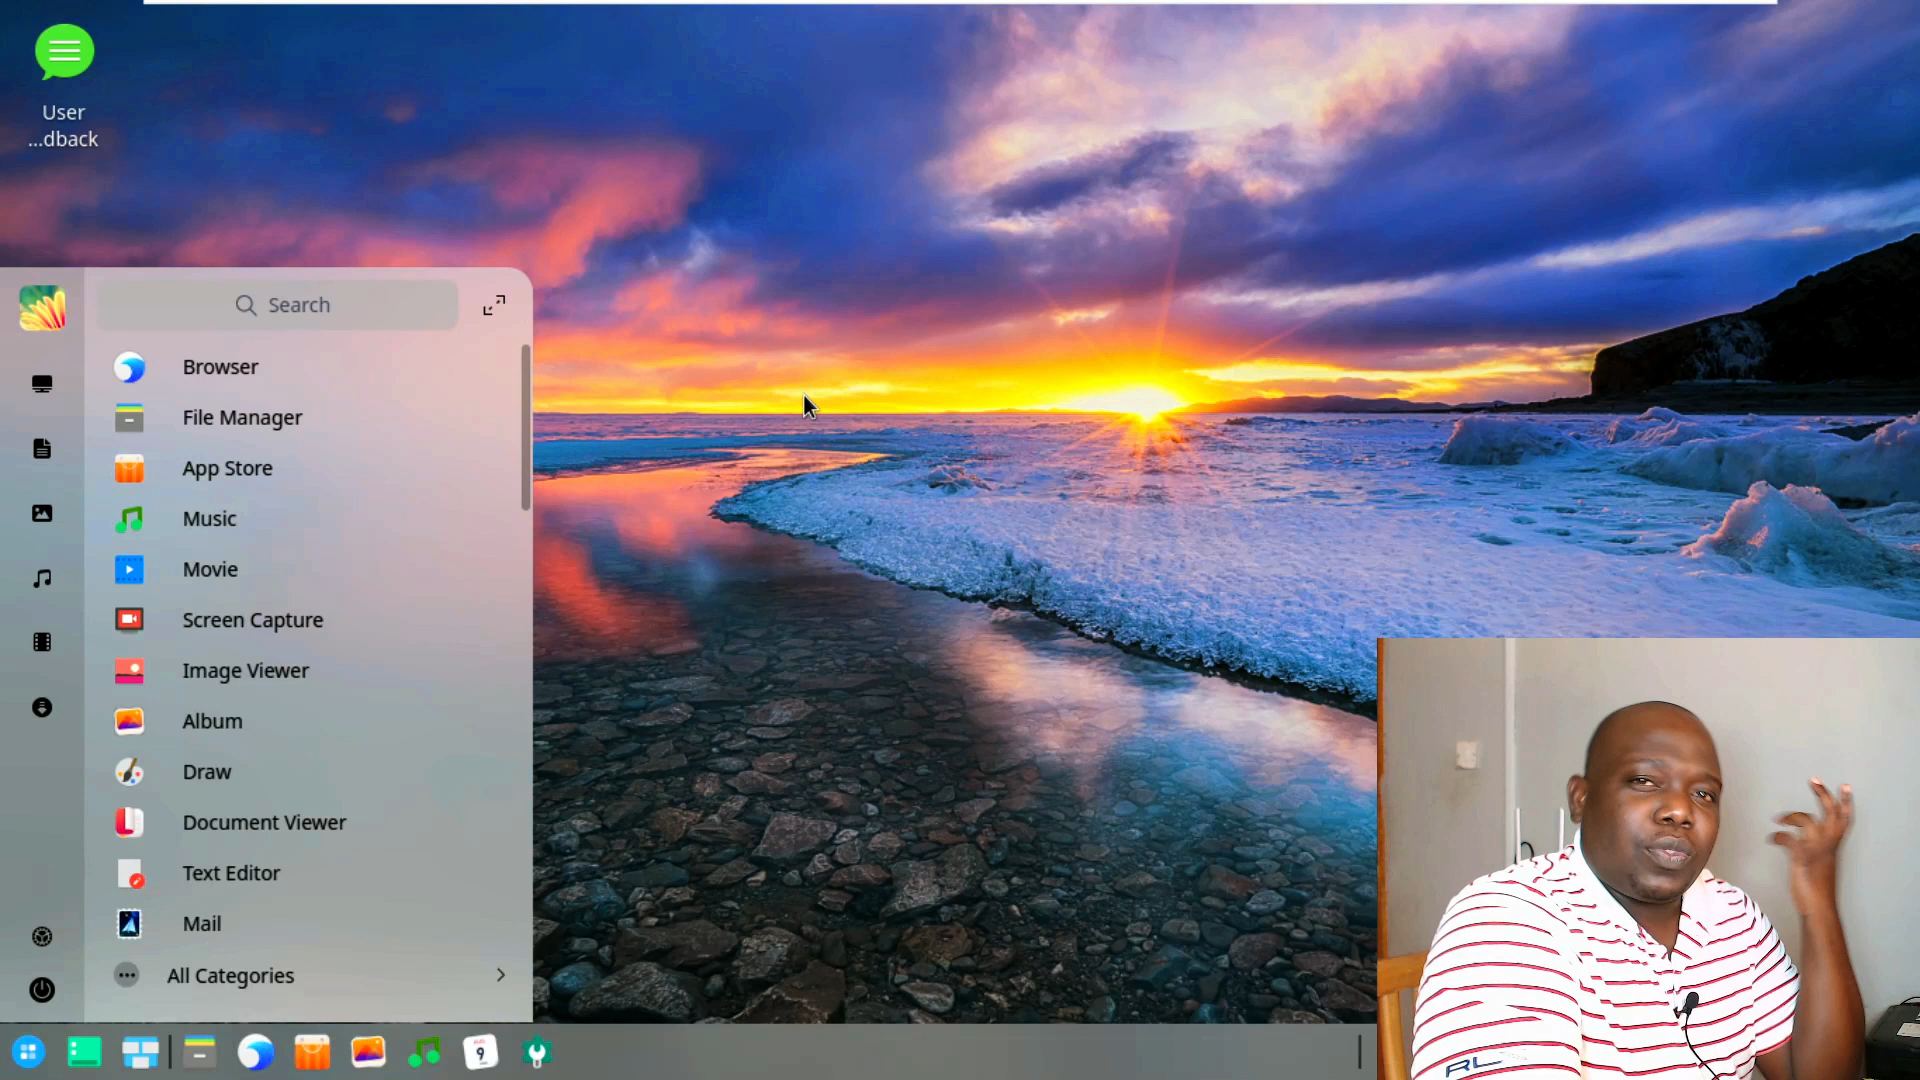 User
...dback
Search
Browser
File Manager
App Store
Music
Movie
Screen Capture
Image Viewer
Album
Draw
Document Viewer
Text Editor
Mail
All Categories
9
RL